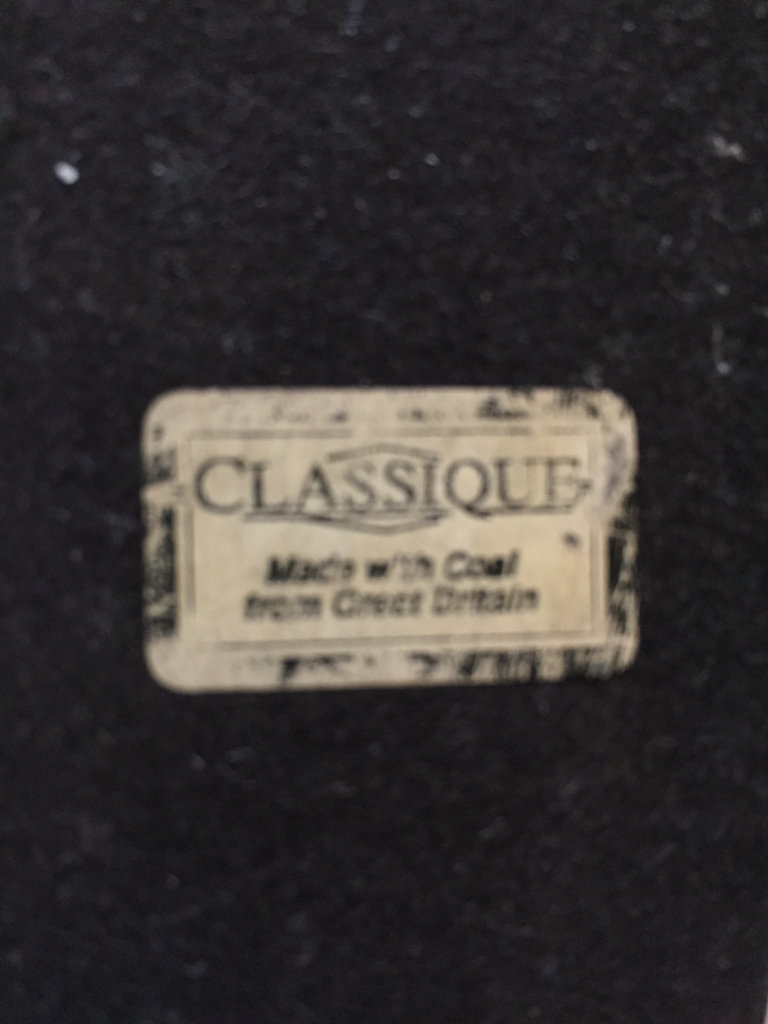 CLASSIQUE
Made with Coal
from Great Britain